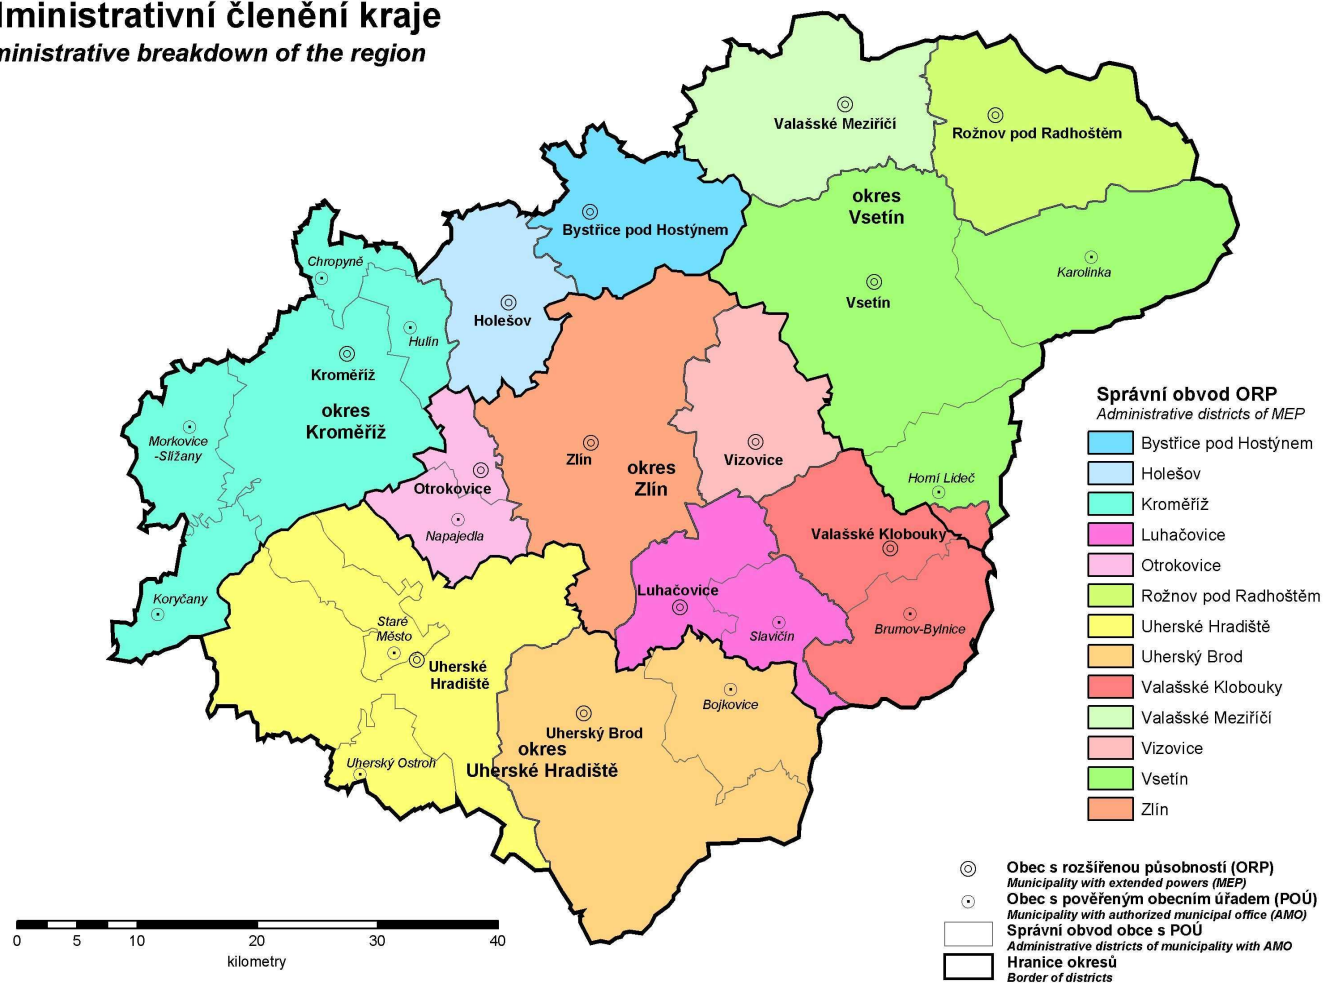 dministrativní členění kraje
ministrative breakdown of the region
Valašské Meziříčí
Rožnov pod Radhoštěm
okres
Vsetín
Bystřice pod Hostýnem
Chropyně
Karolinka
Vsetín
Holešov
Hulín
Kroměříž
okres
Kroměříž
Morkovice
-Slížany
Zlín
okres
Zlín
Vizovice
Otrokovice
Napajedla
Horní Lideč
Valašské Klobouky
Luhačovice
Slavičín
Brumov-Bylnice
Koryčany
Staré
Město
Uherské
Hradiště
Bojkovice
Uherský Brod
okres
Uherské Hradiště
Uherský Ostroh
Správní obvod ORP
Administrative districts of MEP
Bystřice pod Hostýnem
Holešov
Kroměříž
Luhačovice
Otrokovice
Rožnov pod Radhoštěm
Uherské Hradiště
Uherský Brod
Valašské Klobouky
Valašské Meziříčí
Vizovice
Vsetín
Zlín
Obec s rozšířenou působností (ORP)
Municipality with extended powers (MEP)
Obec s pověřeným obecním úřadem (POÚ)
Municipality with authorized municipal office (AMO)
Správní obvod obce s POÚ
Administrative districts of municipality with AMO
Hranice okresů
Border of districts
0 5 10 20 30 40
kilometry